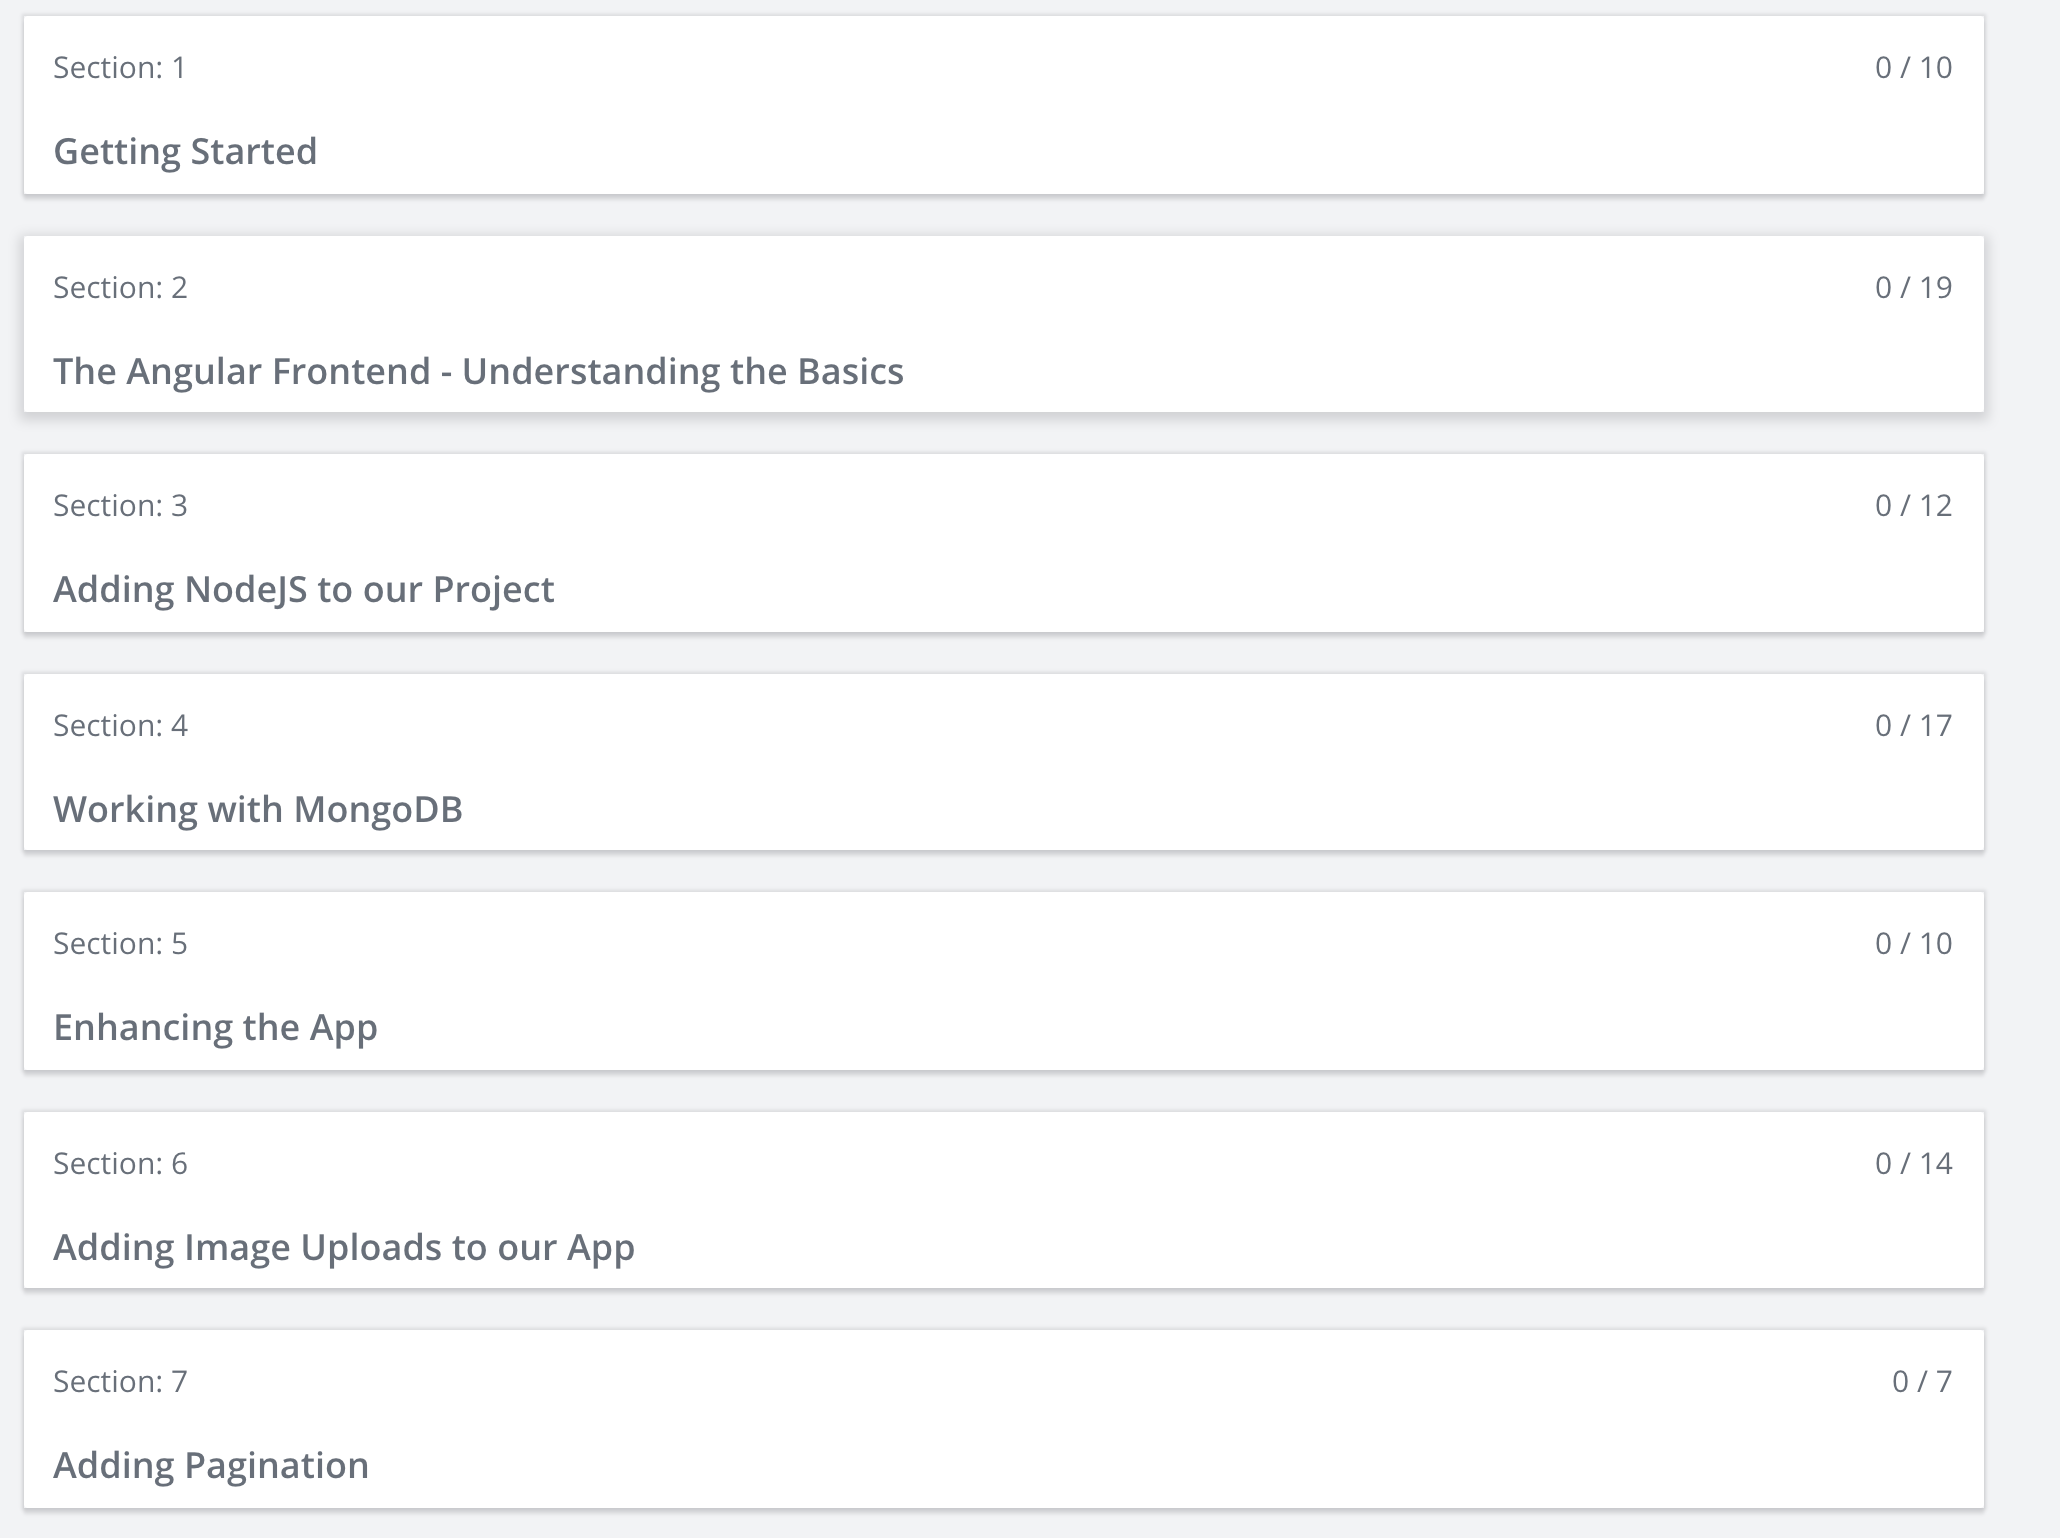 Section: 1
0 / 10
Getting Started
Section: 2
0 / 19
The Angular Frontend - Understanding the Basics
Section: 3
0 / 12
Adding NodeJS to our Project
Section: 4
0 / 17
Working with MongoDB
Section: 5
0 / 10
Enhancing the App
Section: 6
0 / 14
Adding Image Uploads to our App
Section: 7
0 / 7
Adding Pagination